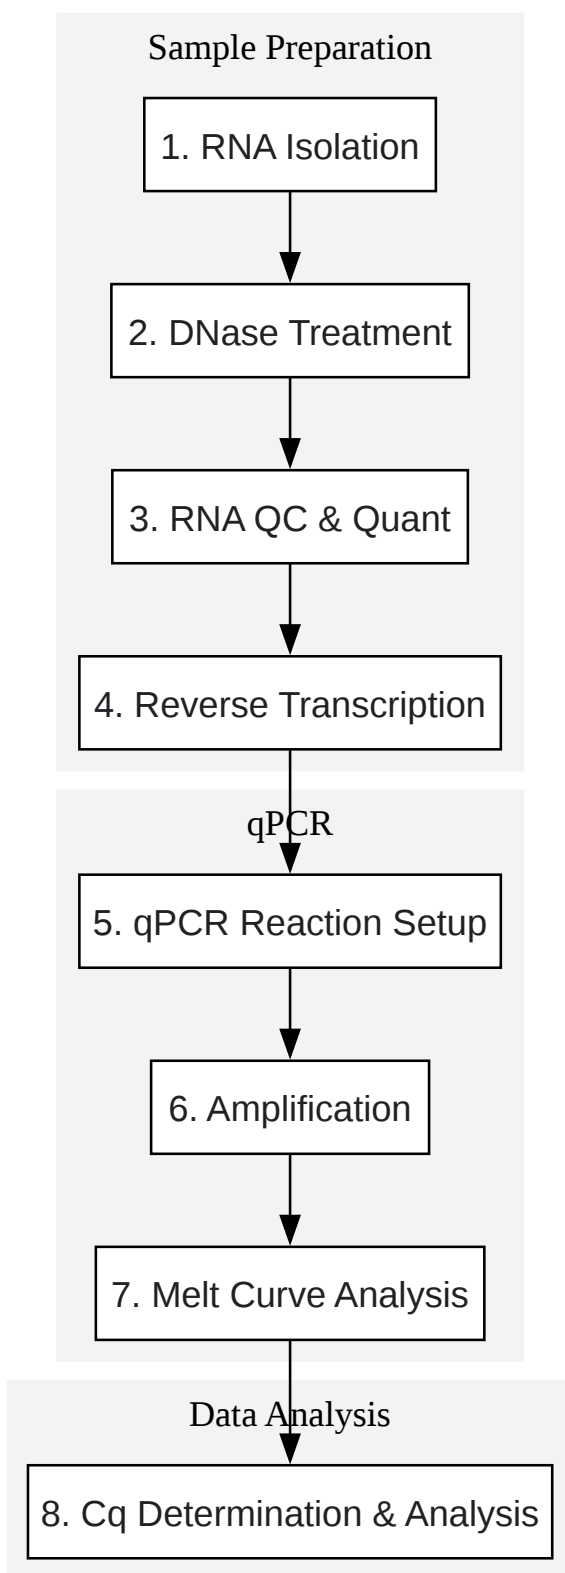 Sample Preparation
1. RNA Isolation
2. DNase Treatment
3. RNA QC & Quant
4. Reverse Transcription
qPCR
5. qPCR Reaction Setup
6. Amplification
7. Melt Curve Analysis
Data Analysis
8. Cq Determination & Analysis